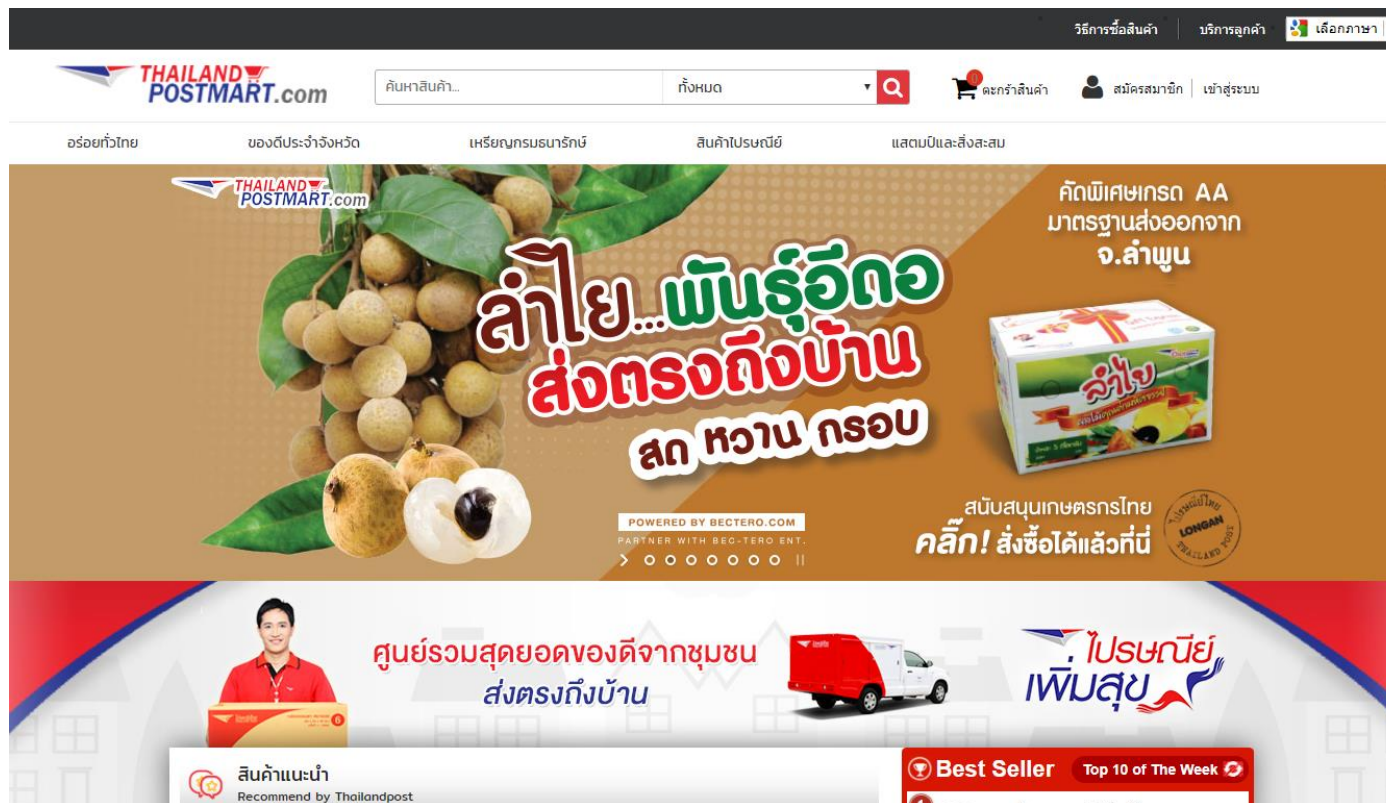 วิธีการซื้อสินค้า
บริการลูกค้า
เลือกภาษา
THAILAND
POSTMART.com
ค้นหาสินค้า...
ทั้งหมด
0
ตะกร้าสินค้า
สมัครสมาชิก
เข้าสู่ระบบ
อร่อยทั่วไทย
ของดีประจำจังหวัด
เหรียญกรมธนารักษ์
สินค้าไปรษณีย์
แสตมป์และสิ่งสะสม
THAILAND
POSTMART.com
คัดพิเศษเกรด AA
มาตรฐานส่งออกจาก
จ.ลำพูน
ลำไย...พันธุ์อีดอ
ส่งตรงถึงบ้าน
สด หวาน กรอบ
ลำไย
POWERED BY BECTERO.COM
PARTNER WITH BEC-TERO ENT.
สนับสนุนเกษตรกรไทย
คลิ๊ก! สั่งซื้อได้แล้วที่นี่
ไปรษณีย์ไทย
LONGAN
THAILAND POST
ศูนย์รวมสุดยอดของดีจากชุมชน
ส่งตรงถึงบ้าน
ไปรษณีย์
เพิ่มสุข
6
สินค้าแนะนำ
Recommend by Thailandpost
Best Seller
Top 10 of The Week